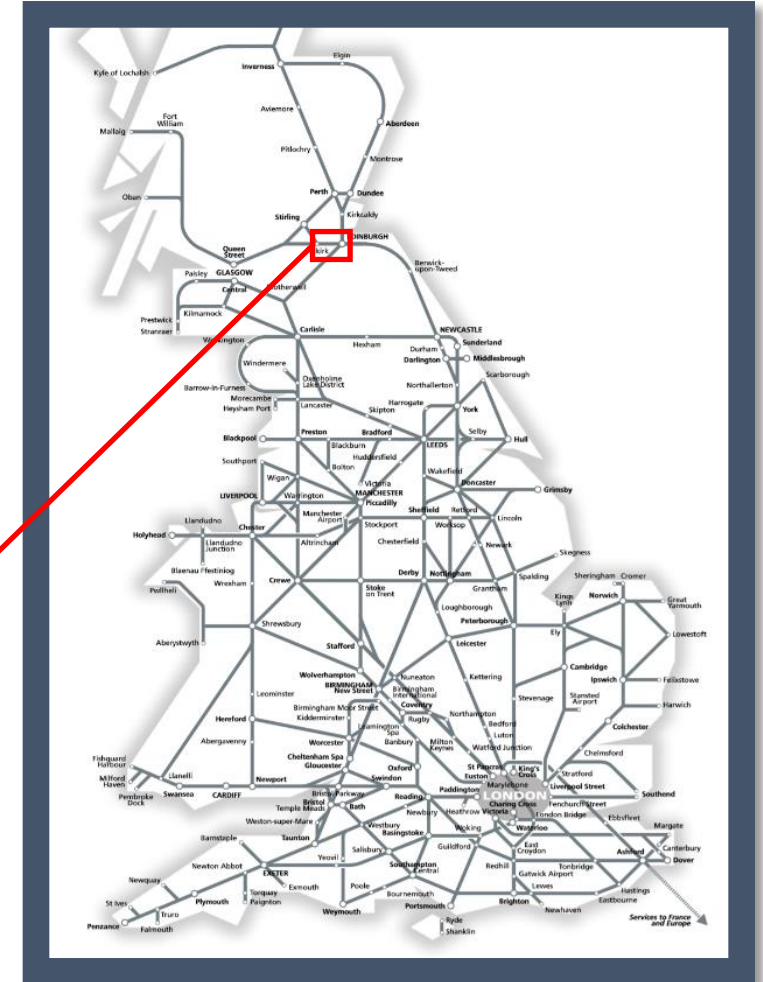 Elgin
Inverness
Kyle of Lochalsh
Aviemore
Fort
William
Mallaig
Aberdeen
Pitlochry
Montrose
Perth
Dundee
Oban
Kirkcaldy
Stirling
DINBURGH
kirk
Queen
Street
GLASGOW
Central
Paisley
Berwick-
upon-Tweed
otherwell
Kilmarnock
Prestwick
Stranraer
Carlisle
NEWCASTLE
Hexham
Sunderland
Durham
Darlington
Middlesbrough
Windermere
Scarborough
Oxenholme
Lake District
Northallerton
Barrow-in-Furness
Morecambe
Heysham Port
Lancaster
Harrogate
York
Skipton
Blackpool
Preston
Bradford
Selby
Hull
Blackburn
LEEDS
Huddersfield
Southport
Bolton
Wakefield
Wigan
Victoria
Doncaster
MANCHESTER
Piccadilly
Grimsby
LIVERPOOL
Warrington
Manchester
Airport
Sheffield
Retford
Lincoln
Llandudno
Stockport
Worksop
Holyhead
Chester
Llandudno
Junction
Altrincham
Chesterfield
Newark
Skegness
Blaenau Ffestiniog
Derby
Nottingham
Spalding
Sheringham
Cromer
Pwllheli
Wrexham
Crewe
Stoke
on Trent
Grantham
Kings
Lynn
Norwich
Great
Yarmouth
Loughborough
Peterborough
Shrewsbury
Ely
Lowestoft
Aberystwyth
Stafford
Leicester
Wolverhampton
Nuneaton
Kettering
Cambridge
BIRMINGHAM
New Street
Birmingham
International
Ipswich
Felixstowe
Leominster
Coventry
Stevenage
Stansted
Airport
Harwich
Birmingham Moor Street
Kidderminster
Rugby
Northampton
Hereford
Leamington
Spa
Bedford
Colchester
Abergavenny
Worcester
Banbury
Milton
Keynes
Luton
Watford Junction
Chelmsford
Fishguard
Harbour
Cheltenham Spa
Gloucester
Oxford
St Pancras
Euston
King's
Cross
Stratford
Milford
Haven
Llanelli
Newport
Swindon
Paddington
Marylebone
Liverpool Street
Pembroke
Dock
Swansea
CARDIFF
Bristol Parkway
Reading
LONDON
Southend
Bristol
Temple Meads
Bath
Newbury
Heathrow
Victoria
Charing Cross
Fenchurch Street
London Bridge
Ebbsfleet
Weston-super-Mare
Westbury
Basingstoke
Woking
Waterloo
Margate
Barnstaple
Taunton
Salisbury
Guildford
East
Croydon
Canterbury
Ashford
Dover
Newton Abbot
Yeovil
Southampton
Central
Redhill
Tonbridge
Gatwick Airport
Newquay
EXETER
Exmouth
Poole
Bournemouth
Lewes
Hastings
Eastbourne
St Ives
Plymouth
Torquay
Paignton
Weymouth
Portsmouth
Brighton
Newhaven
Truro
Penzance
Falmouth
Ryde
Shanklin
Services to France
and Europe